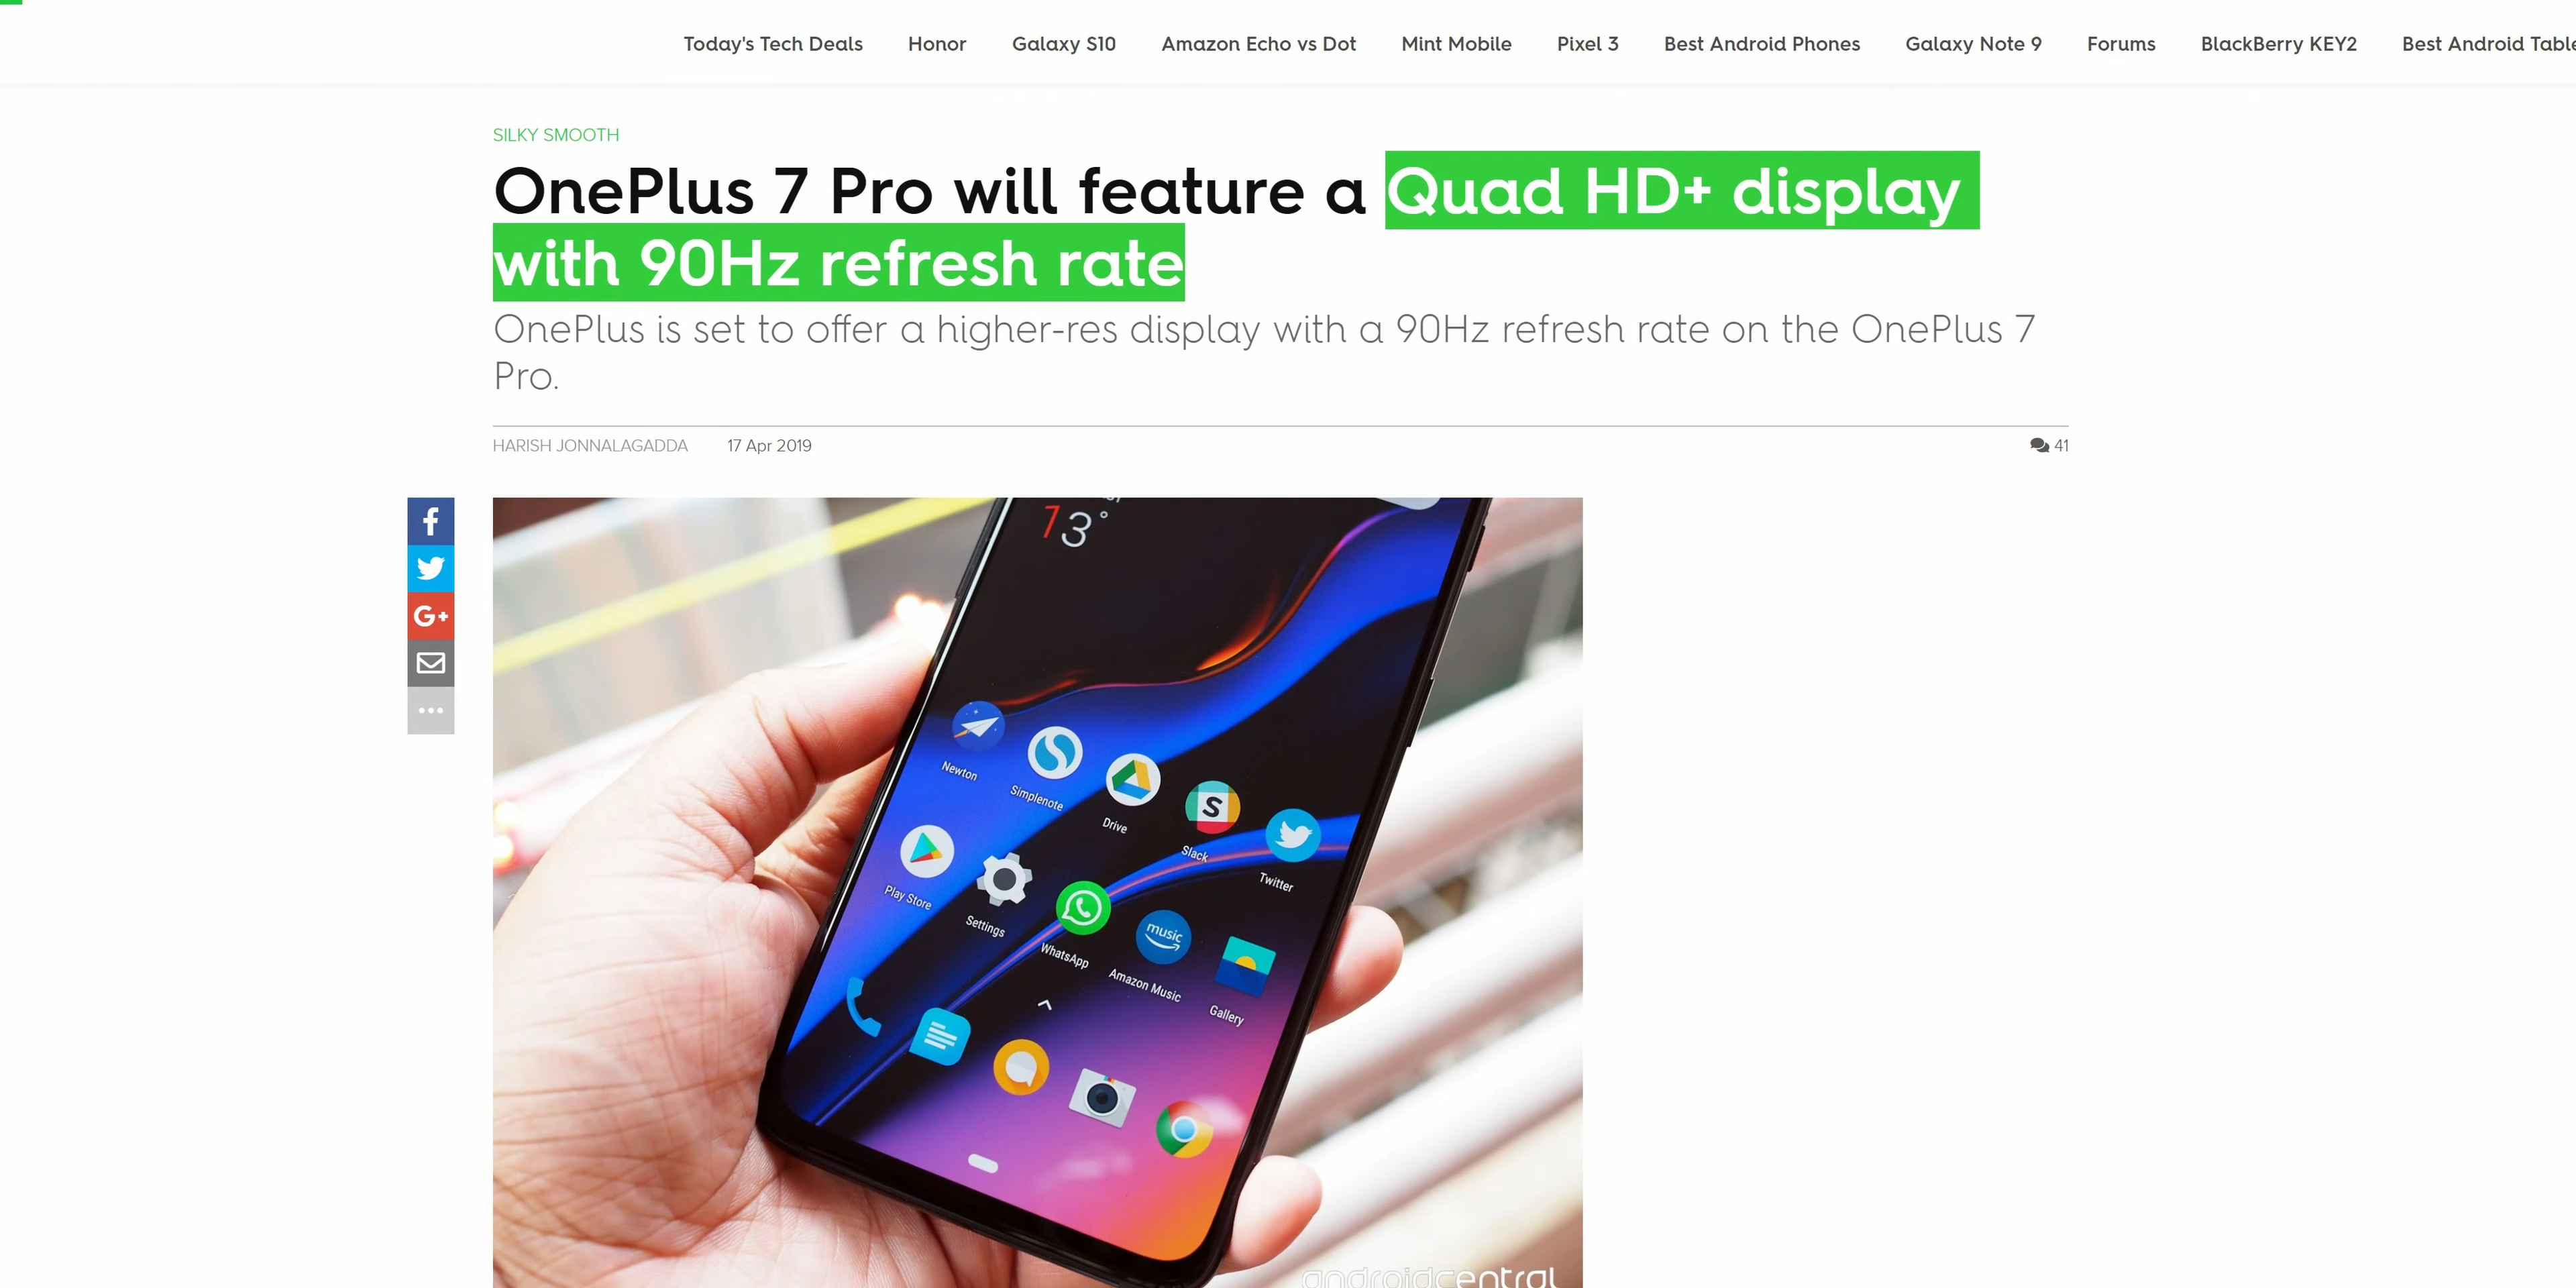 Today's Tech Deals Honor Galaxy S10 Amazon Echo vs Dot Mint Mobile Pixel 3 Best Android Phones Galaxy Note 9 Forums BlackBerry KEY2 Best Android
SILKY SMOOTH
OnePlus 7 Pro will feature a Quad HD+ display
with 90Hz refresh rate
OnePlus is set to offer a higher-res display with a 90Hz refresh rate on the OnePlus 7
Pro.
HARISH JONNALAGADDA 17 Apr 2019 41
13°
Newton
Simplenote
Drive
Slack
Twitter
Play Store
Settings
WhatsApp
music
Amazon Music
Gallery
androidcentral